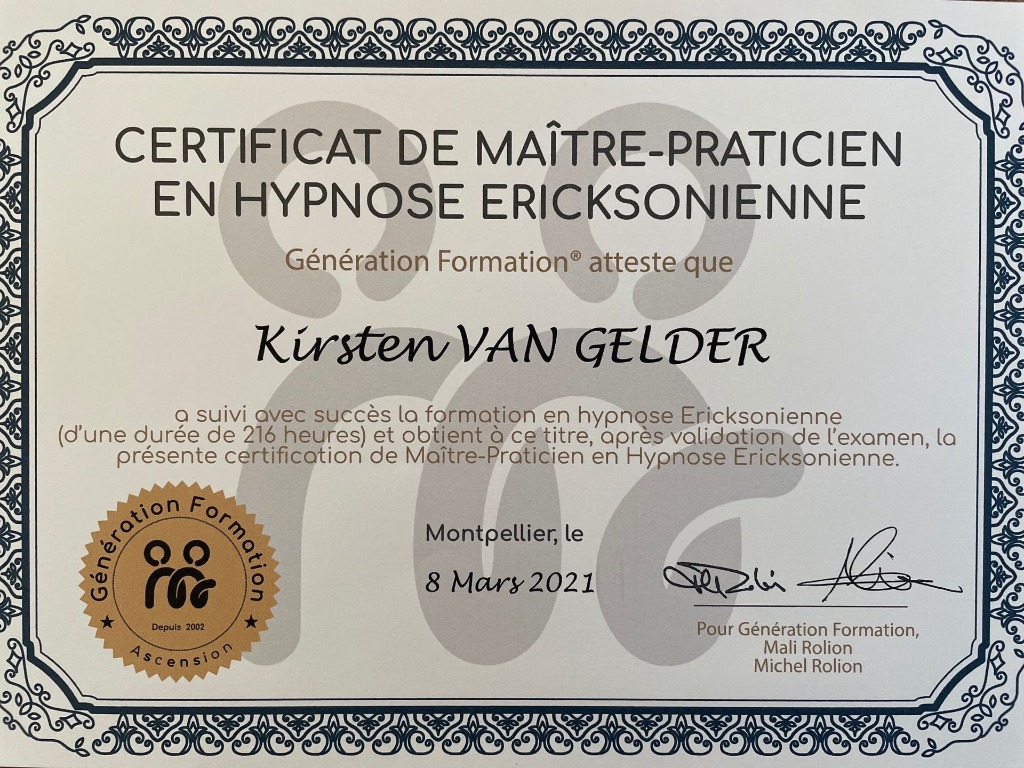 CERTIFICAT DE MAÎTRE-PRATICIEN
EN HYPNOSE ERICKSONIENNE
Génération Formation® atteste que
Kirsten VAN GELDER
a suivi avec succès la formation en hypnose Ericksonienne
(d'une durée de 216 heures) et obtient à ce titre, après validation de l'examen, la
présente certification de Maître-Praticien en Hypnose Ericksonienne.
Génération Formation
Depuis 2002
Ascension
Montpellier, le
8 Mars 2021
Pour Génération Formation,
Mali Rolion
Michel Rolion